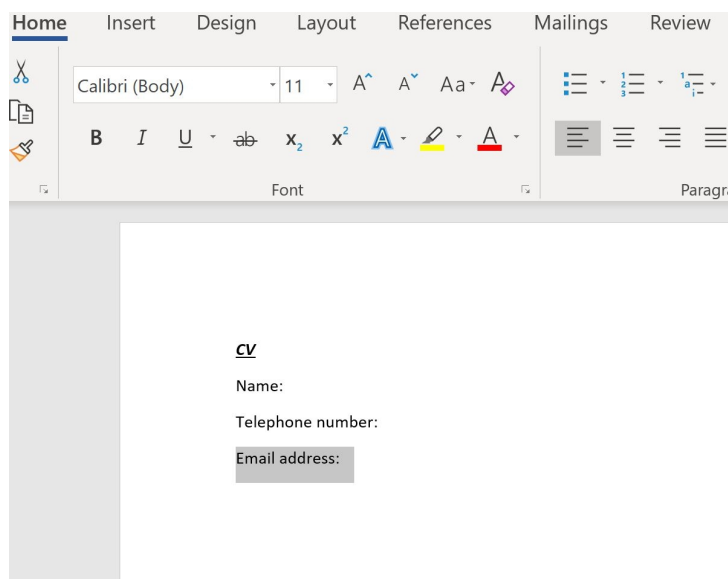 Home Insert Design Layout References Mailings Review
Calibri (Body) 11 A A Aa A
B I U ab x2 x2 A A
Font Paragr
CV
Name:
Telephone number:
Email address: